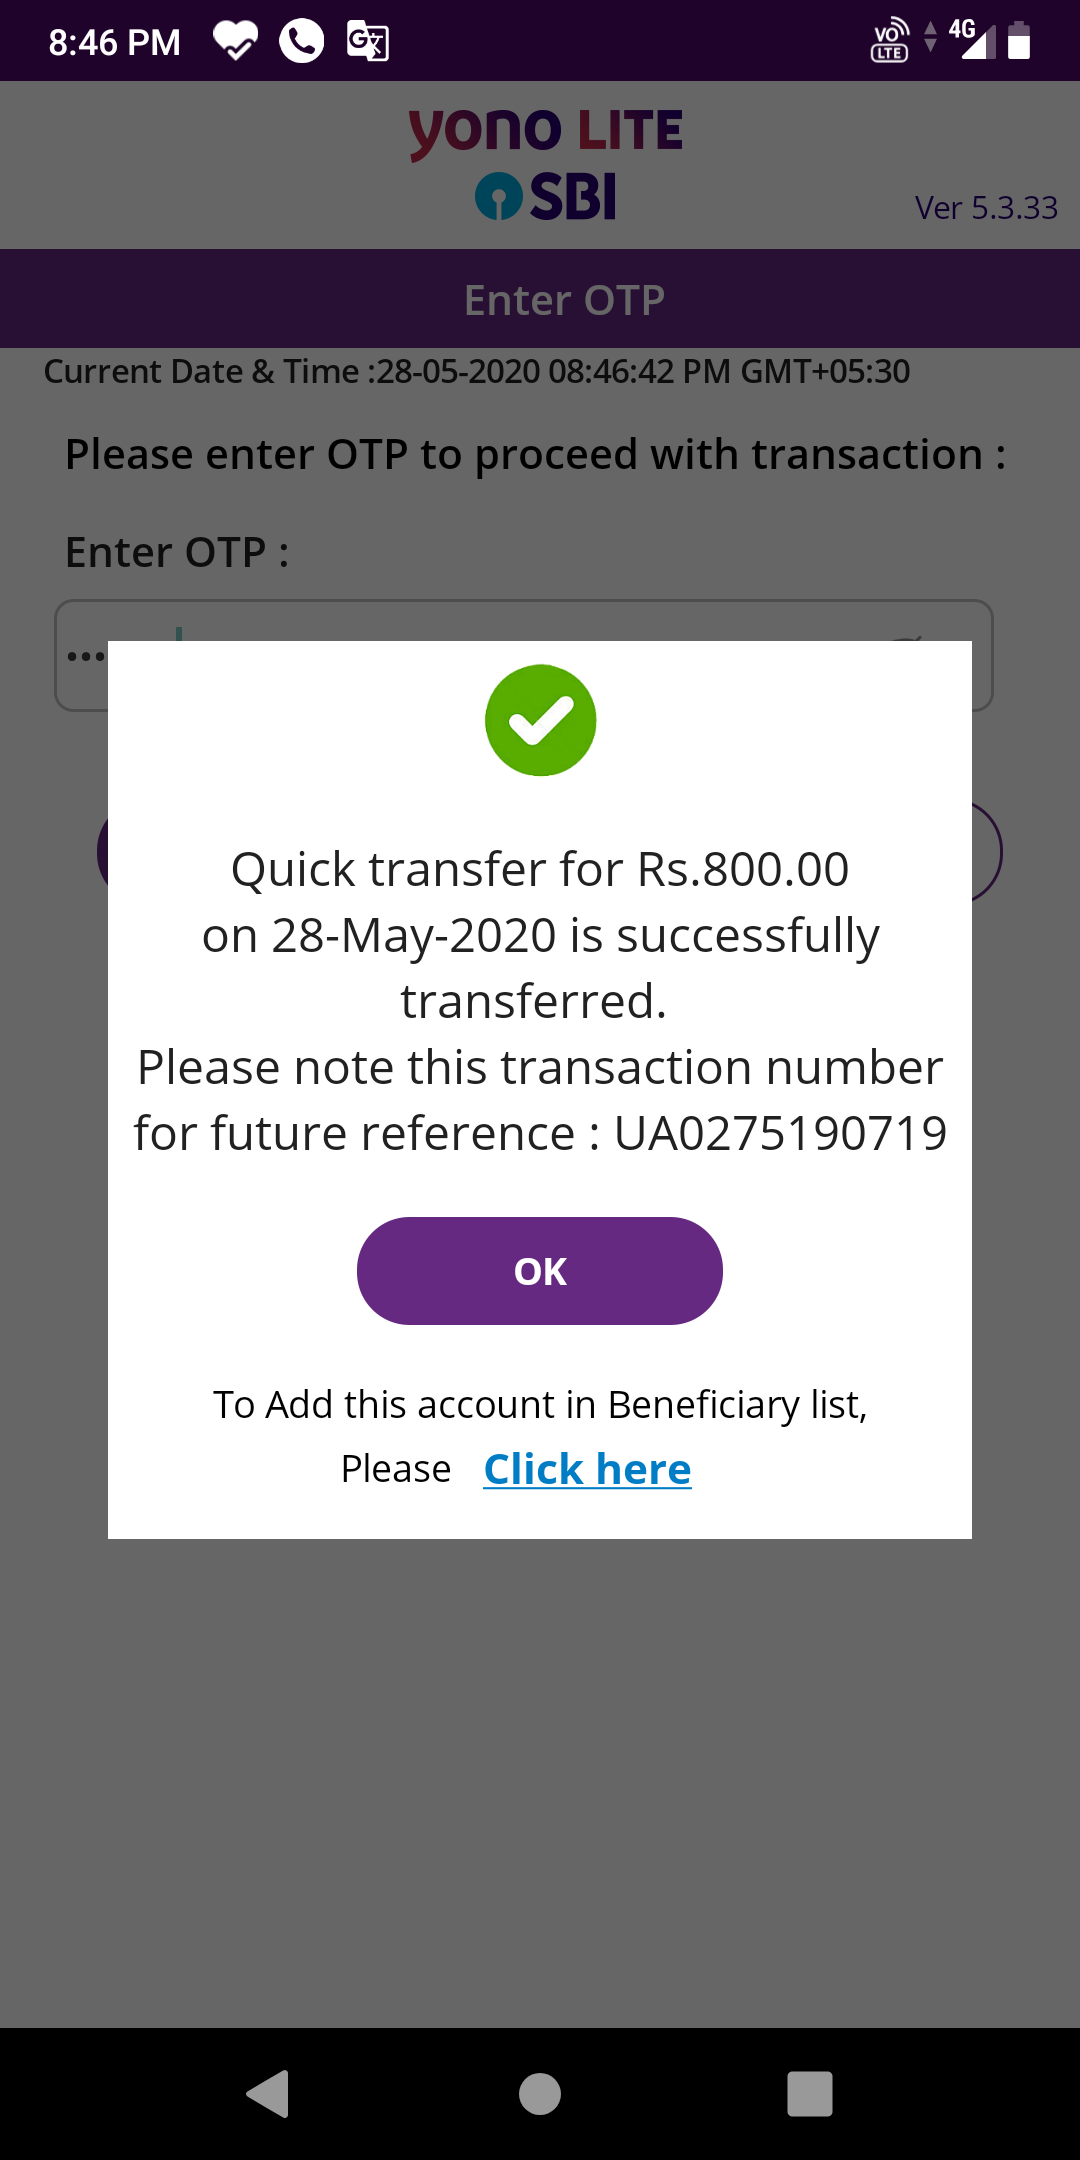 8:46 PM
VO
LTE
4G
yono LITE
SBI
Ver 5.3.33
Enter OTP
Current Date & Time :28-05-2020 08:46:42 PM GMT+05:30
Please enter OTP to proceed with transaction :
Enter OTP :
Quick transfer for Rs.800.00
on 28-May-2020 is successfully
transferred.
Please note this transaction number
for future reference : UA0275190719
OK
To Add this account in Beneficiary list,
Please Click here